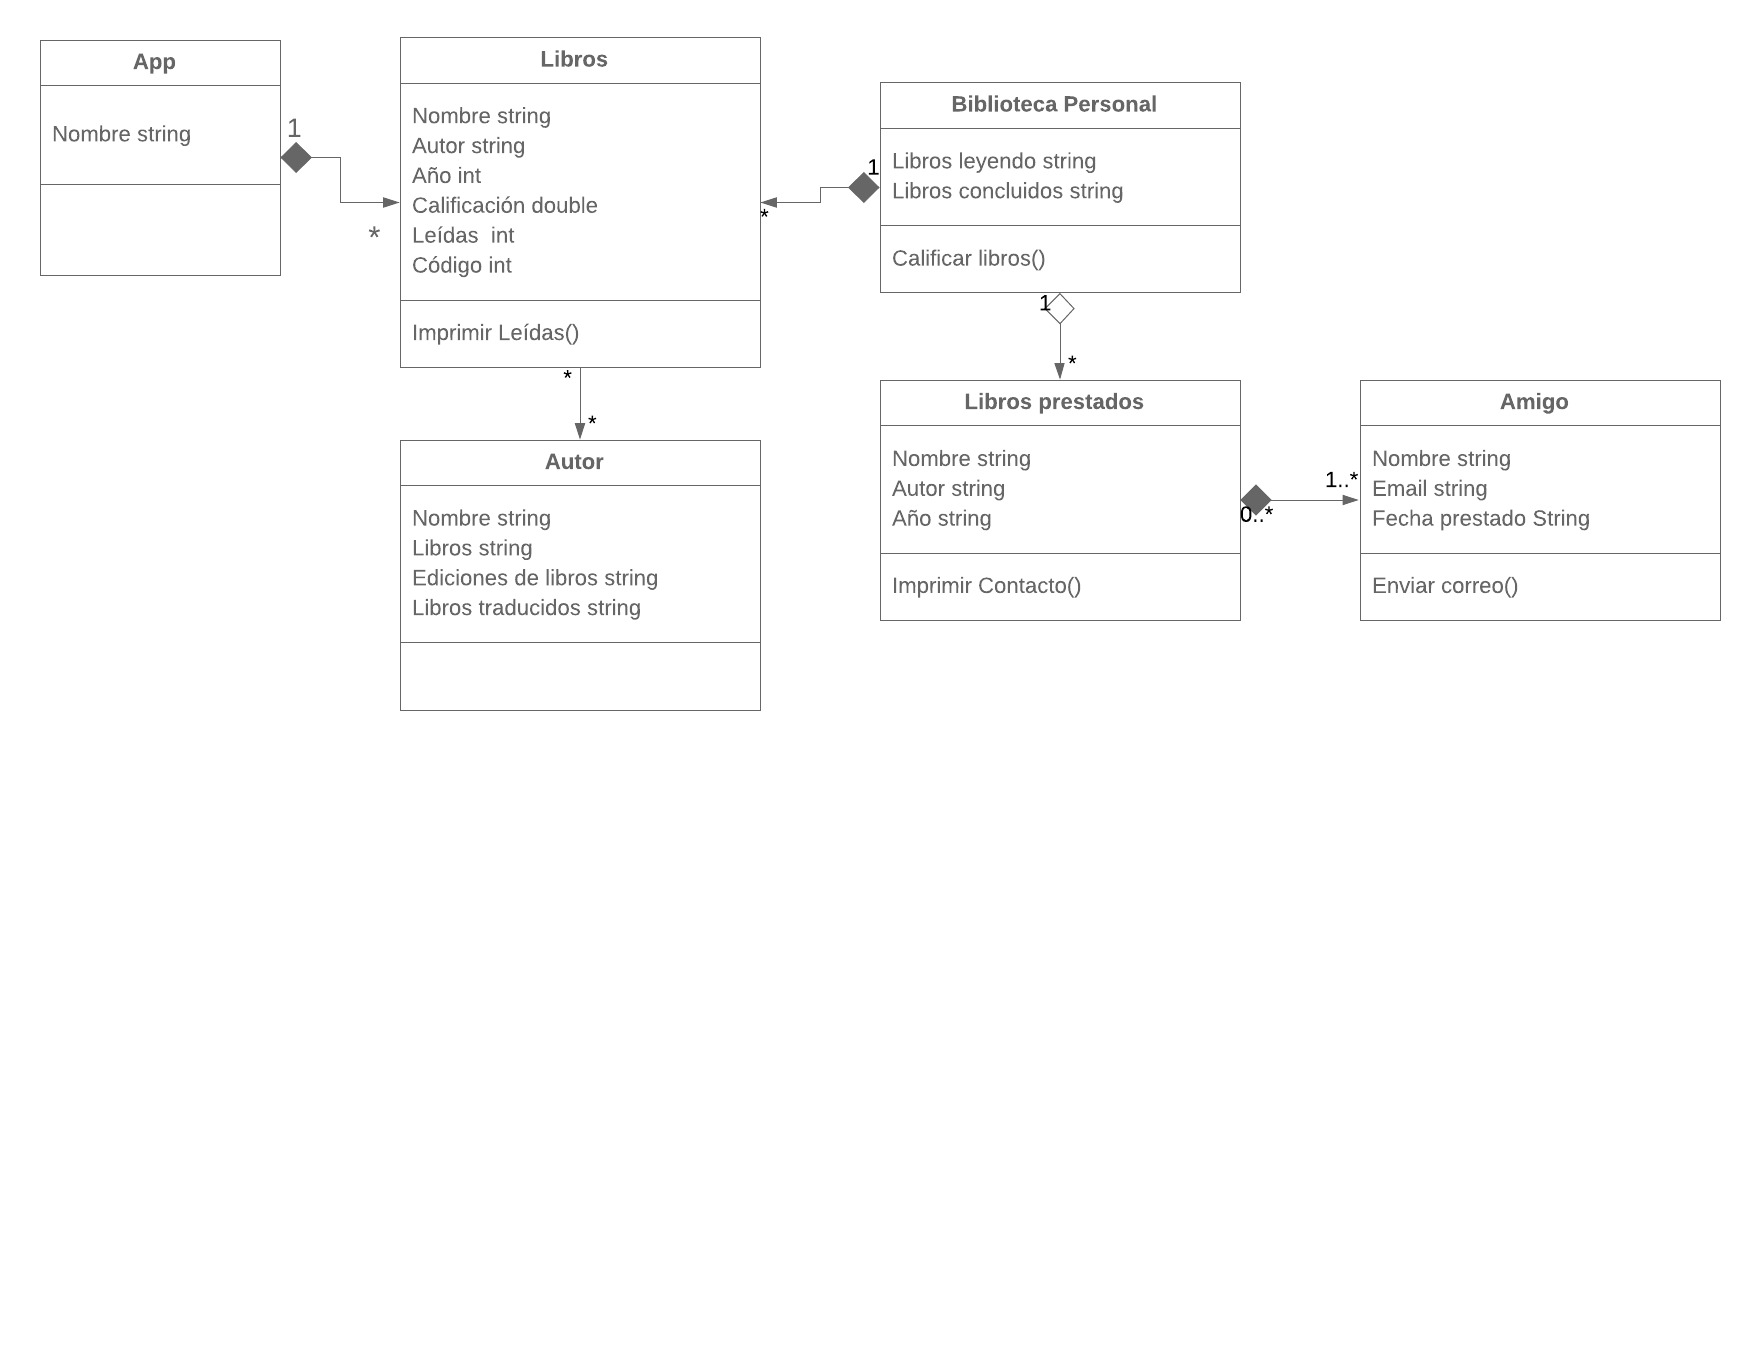 App
Nombre string
1
*
Libros
Nombre string
Autor string
Año int
Calificación double
Leídas  int
Código int
Imprimir Leídas()
*
*
Autor
Nombre string
Libros string
Ediciones de libros string
Libros traducidos string
Biblioteca Personal
Libros leyendo string
Libros concluidos string
Calificar libros()
1
*
1
*
Libros prestados
Nombre string
Autor string
Año string
Imprimir Contacto()
0..*
1..*
Amigo
Nombre string
Email string
Fecha prestado String
Enviar correo()